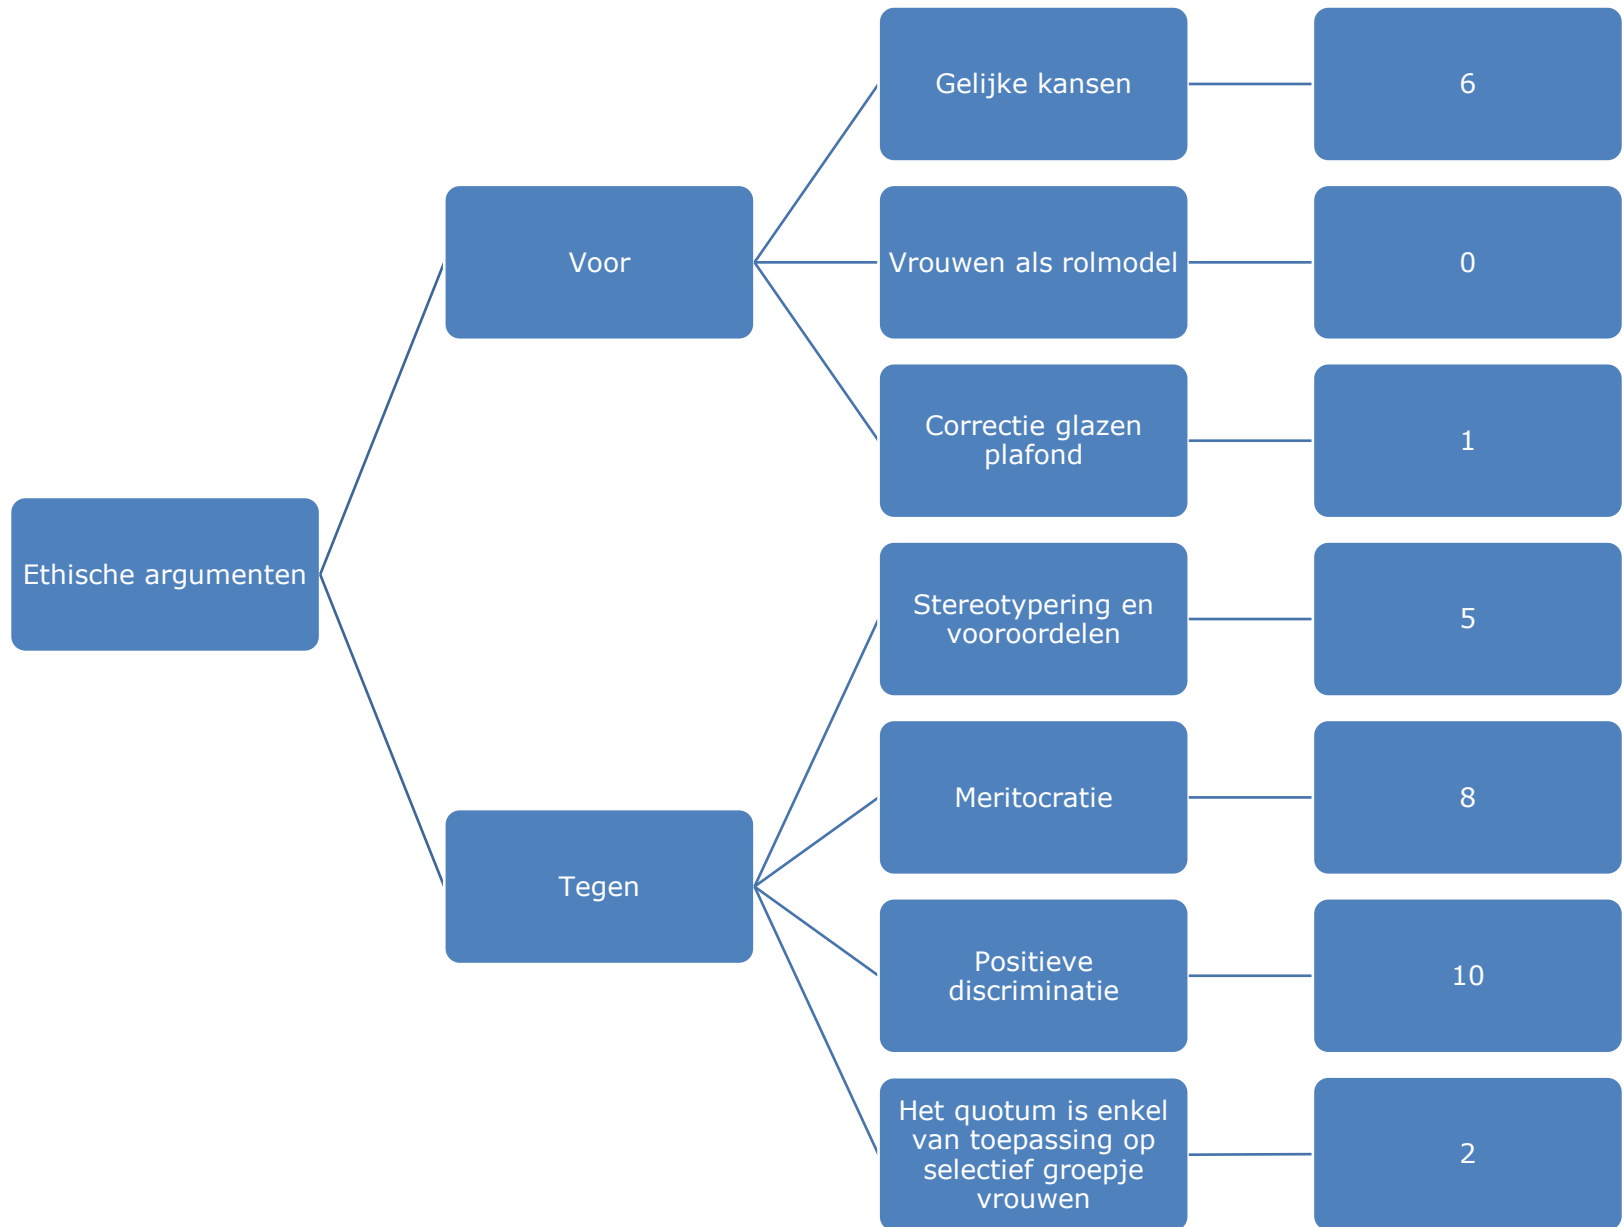 Ethische argumenten
Voor
Gelijke kansen
6
Vrouwen als rolmodel
0
Correctie glazen
plafond
1
Tegen
Stereotypering en
vooroordelen
5
Meritocratie
8
Positieve
discriminatie
10
Het quotum is enkel
van toepassing op
selectief groepje
vrouwen
2